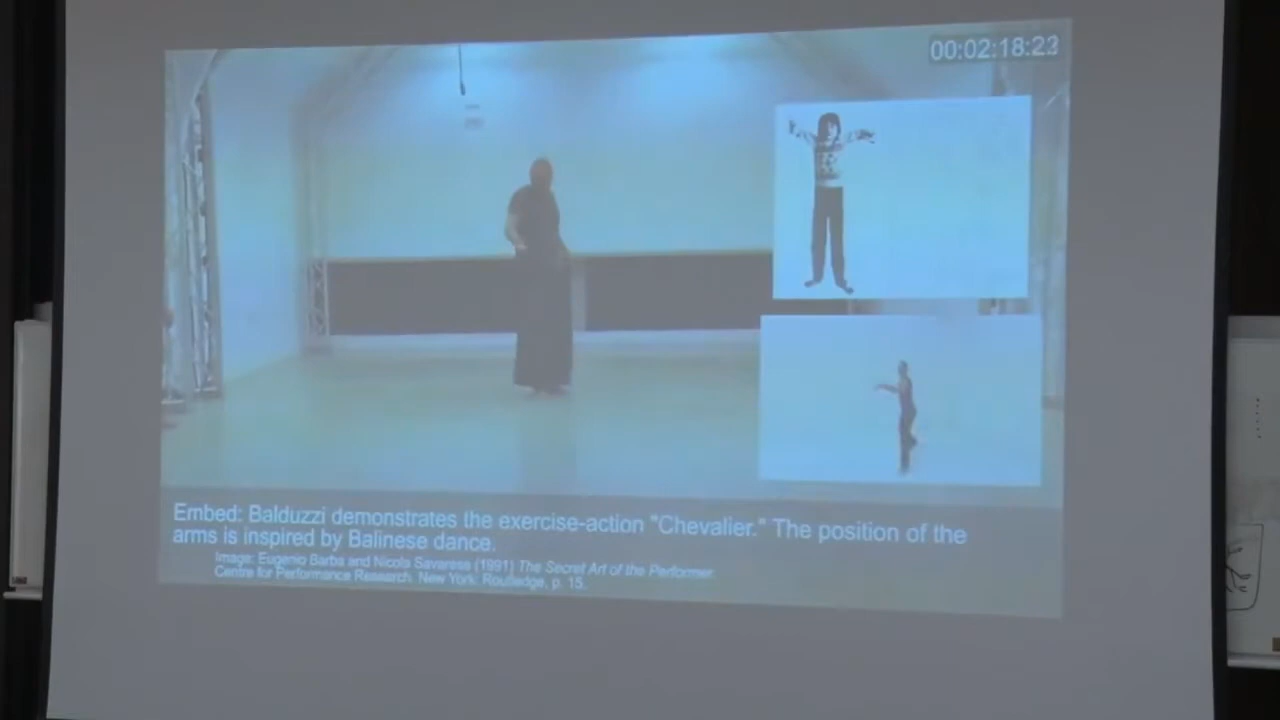 00:02:18:23
Embed: Balduzzi demonstrates the exercise-action "Chevalier." The position of the
arms is inspired by Balinese dance.
Image: Eugenio Barba and Nicola Savarese (1991) The Secret Art of the Performer.
Centre for Performance Research. New York: Routledge, p. 15.